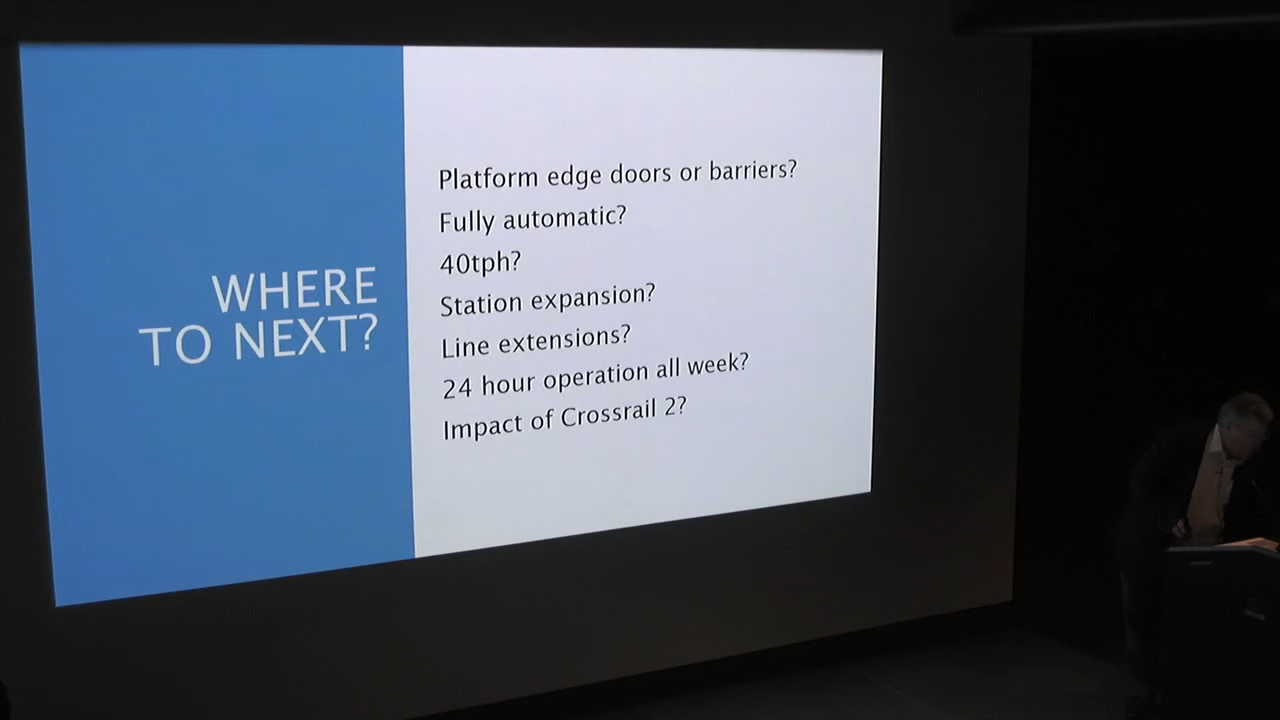 WHERE
TO NEXT?
Platform edge doors or barriers?
Fully automatic?
40tph?
Station expansion?
Line extensions?
24 hour operation all week?
Impact of Crossrail 2?